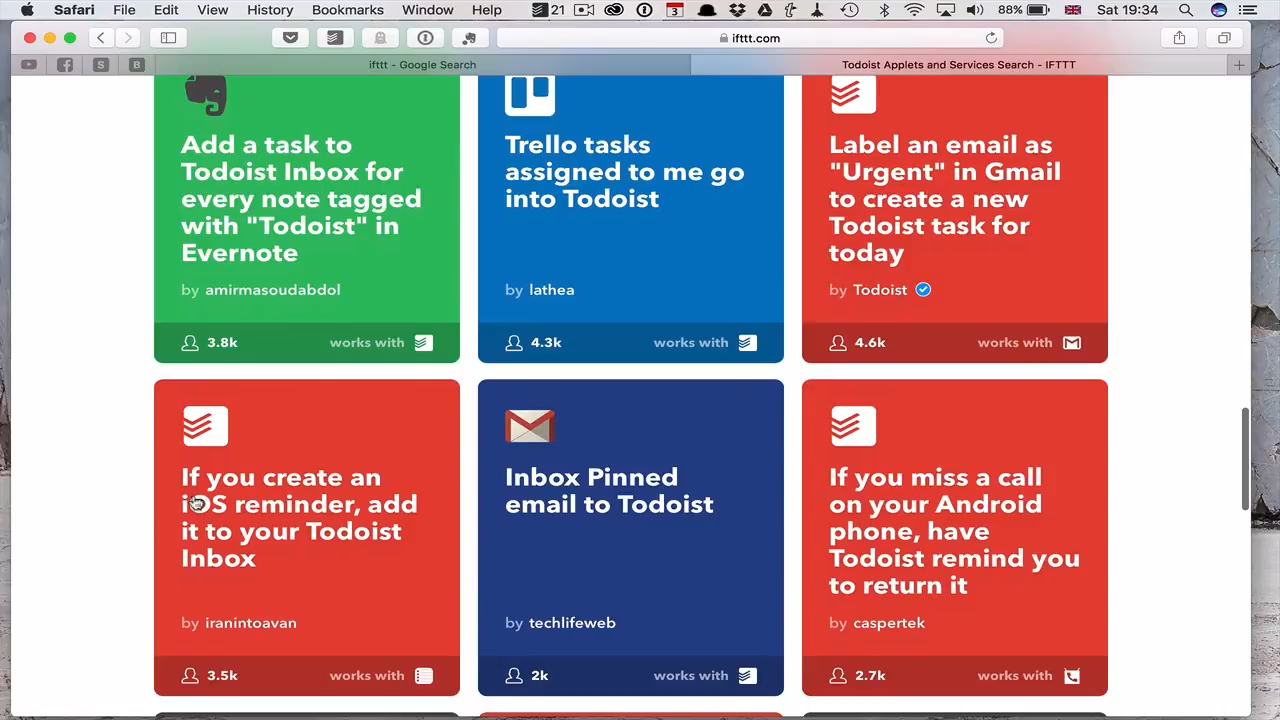 Safari File Edit View History Bookmarks Window Help 21 3 88% Sat 19:34
ifttt.com
S B ifttt - Google Search Todoist Applets and Services Search - IFTTT
Add a task to
Todoist Inbox for
every note tagged
with "Todoist" in
Evernote
by amirmasoudabdol
3.8k works with
Trello tasks
assigned to me go
into Todoist
by lathea
4.3k works with
Label an email as
"Urgent" in Gmail
to create a new
Todoist task for
today
by Todoist
4.6k works with
If you create an
iOS reminder, add
it to your Todoist
Inbox
by iranintoavan
3.5k works with
Inbox Pinned
email to Todoist
by techlifeweb
2k works with
If you miss a call
on your Android
phone, have
Todoist remind you
to return it
by caspertek
2.7k works with